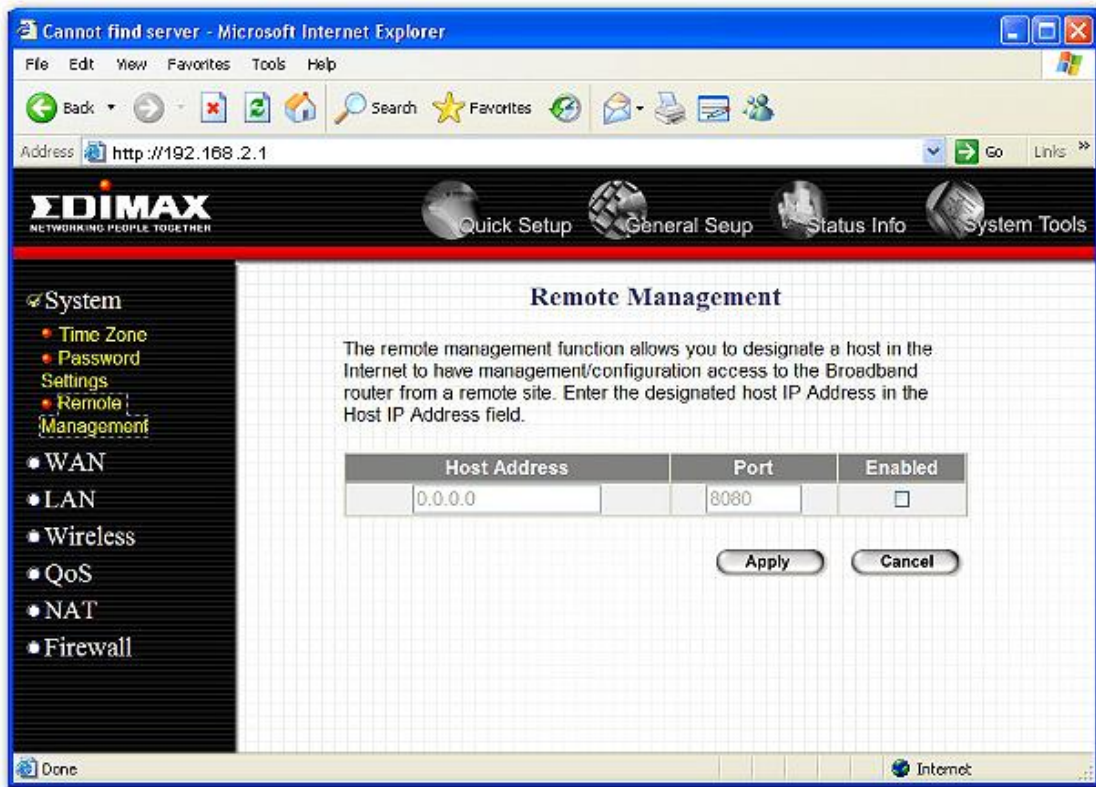 Cannot find server - Microsoft Internet Explorer
File Edit View Favorites Tools Help
Back Search Favorites
Address http://192.168.2.1 Go Links »
EDIMAX
NETWORKING PEOPLE TOGETHER
Quick Setup General Seup Status Info System Tools
System
Time Zone
Password
Settings
Remote
Management
WAN
LAN
Wireless
QoS
NAT
Firewall
Remote Management
The remote management function allows you to designate a host in the
Internet to have management/configuration access to the Broadband
router from a remote site. Enter the designated host IP Address in the
Host IP Address field.
Host Address Port Enabled
0.0.0.0 8080
Apply Cancel
Done Internet